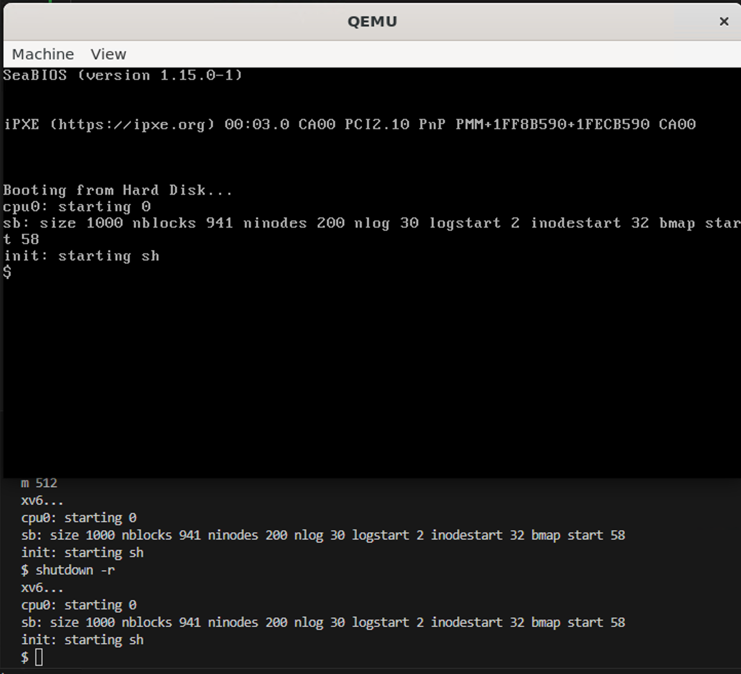 QEMU
×
Machine View
SeaBIOS (version 1.15.0-1)
iPXE (https://ipxe.org) 00:03.0 CA00 PCI2.10 PnP PMM+1FF8B590+1FECB590 CA00
Booting from Hard Disk...
cpu0: starting 0
sb: size 1000 nblocks 941 ninodes 200 nlog 30 logstart 2 inodestart 32 bmap star
t 58
init: starting sh
$
m 512
xv6...
cpu0: starting 0
sb: size 1000 nblocks 941 ninodes 200 nlog 30 logstart 2 inodestart 32 bmap start 58
init: starting sh
$ shutdown -r
xv6...
cpu0: starting 0
sb: size 1000 nblocks 941 ninodes 200 nlog 30 logstart 2 inodestart 32 bmap start 58
init: starting sh
$